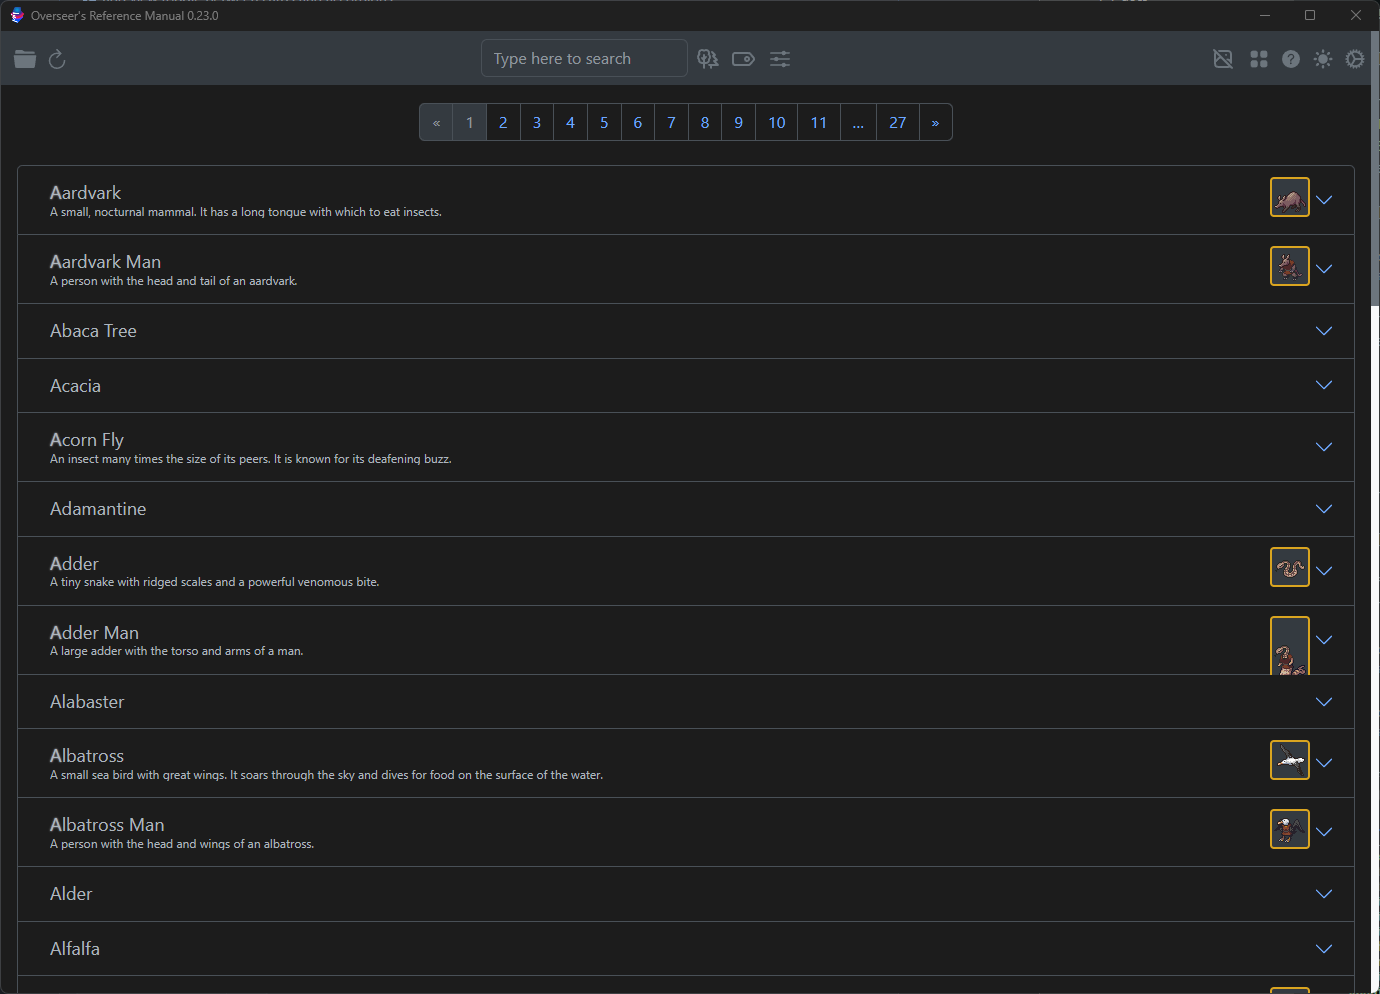 Overseer's Reference Manual 0.23.0
Type here to search
« 1 2 3 4 5 6 7 8 9 10 11 ... 27 »
Aardvark
A small, nocturnal mammal. It has a long tongue with which to eat insects.
Aardvark Man
A person with the head and tail of an aardvark.
Abaca Tree
Acacia
Acorn Fly
An insect many times the size of its peers. It is known for its deafening buzz.
Adamantine
Adder
A tiny snake with ridged scales and a powerful venomous bite.
Adder Man
A large adder with the torso and arms of a man.
Alabaster
Albatross
A small sea bird with great wings. It soars through the sky and dives for food on the surface of the water.
Albatross Man
A person with the head and wings of an albatross.
Alder
Alfalfa